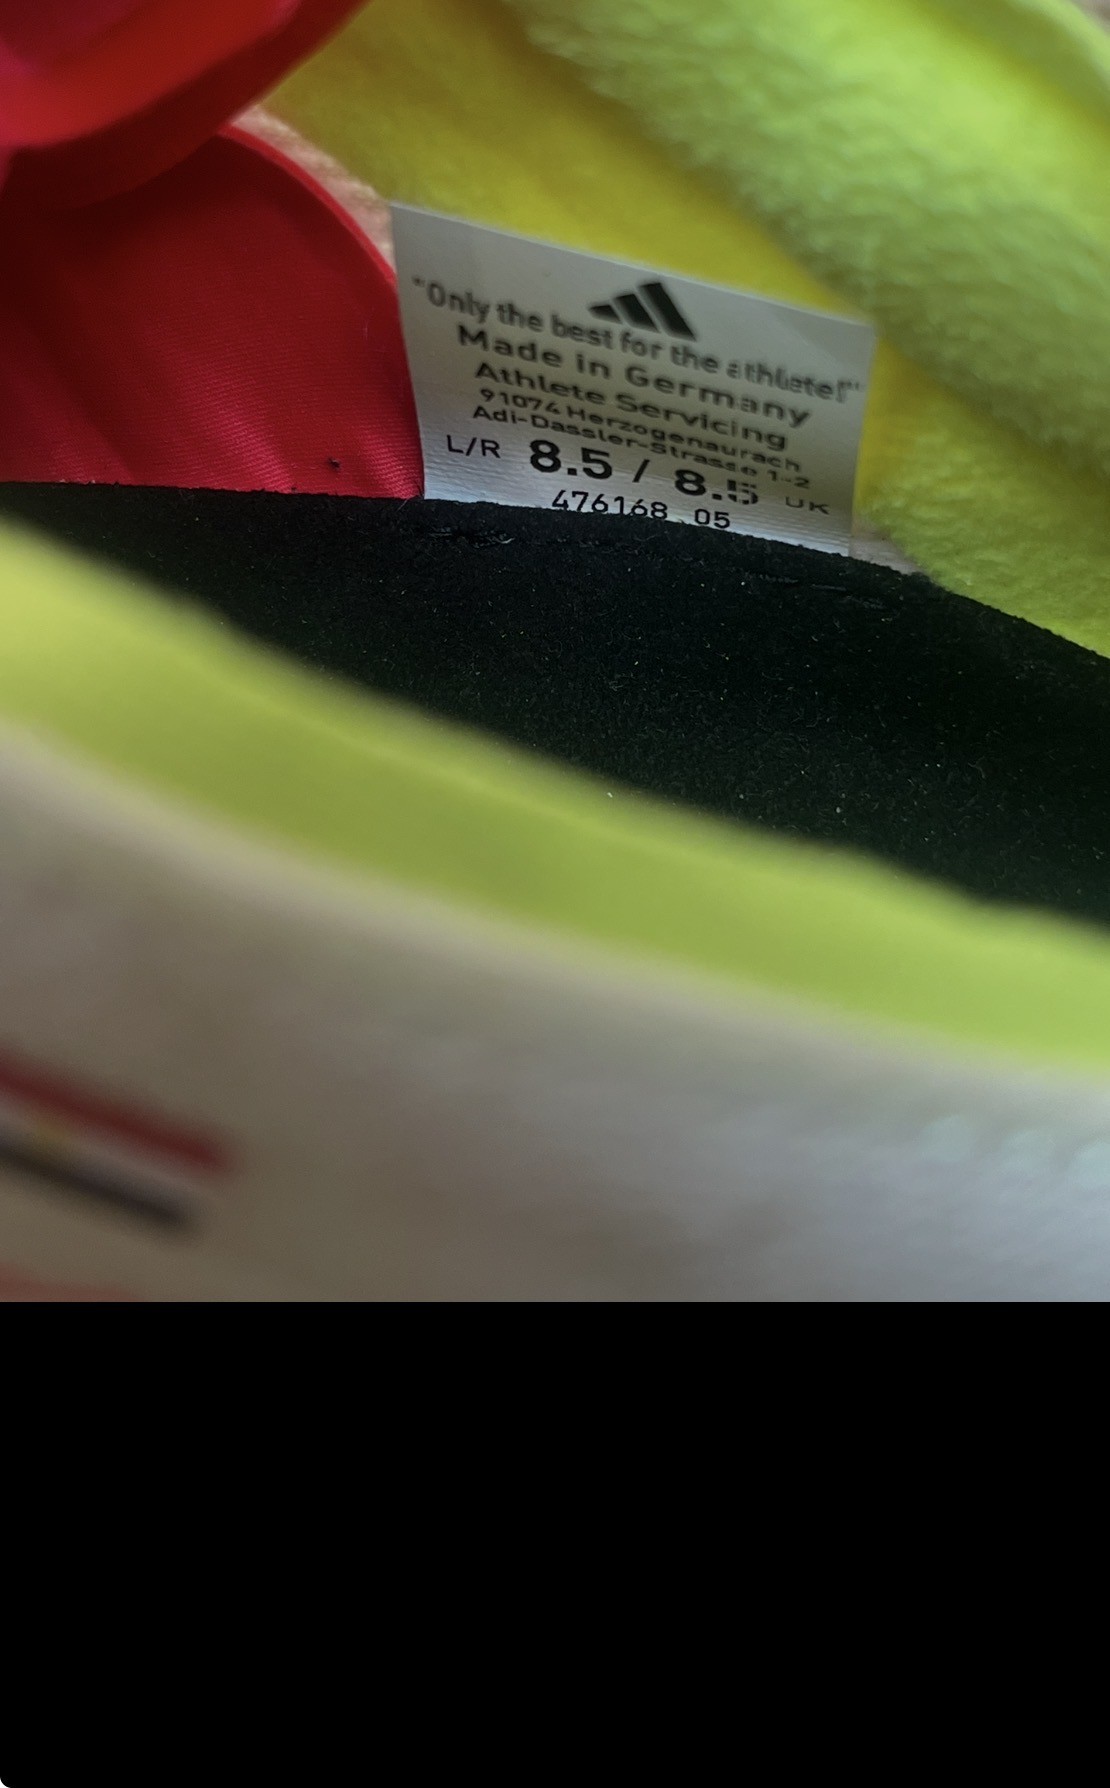 "Only the best for the athlete!"
Made in Germany
Athlete Servicing
91074 Herzogenaurach
Adi-Dassler-Strasse 1-2
L/R 8.5 / 8.5 UK
476168 05